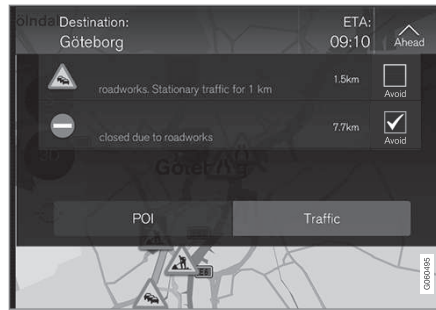 Destination:
Göteborg
ETA:
09:10
Ahead
roadworks. Stationary traffic for 1 km
1.5km
Avoid
closed due to roadworks
7.7km
Avoid
POI
Traffic
G060495